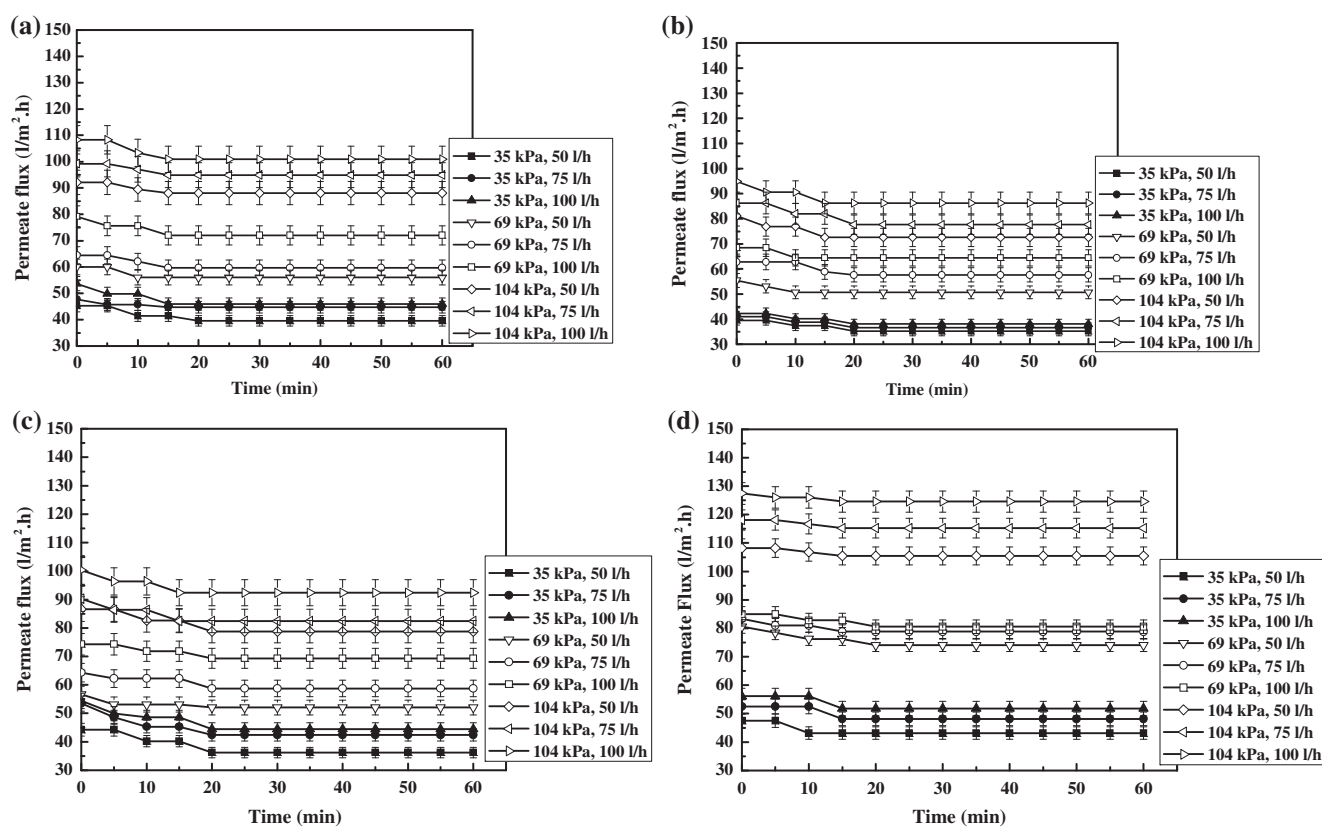 (a)
150
140
130
120
110
100
90
80
70
60
50
40
30
Permeate flux (l/m².h)
0 10 20 30 40 50 60
Time (min)
35 kPa, 50 l/h
35 kPa, 75 l/h
35 kPa, 100 l/h
69 kPa, 50 l/h
69 kPa, 75 l/h
69 kPa, 100 l/h
104 kPa, 50 l/h
104 kPa, 75 l/h
104 kPa, 100 l/h
(b)
150
140
130
120
110
100
90
80
70
60
50
40
30
Permeate flux (l/m².h)
0 10 20 30 40 50 60
Time (min)
35 kPa, 50 l/h
35 kPa, 75 l/h
35 kPa, 100 l/h
69 kPa, 50 l/h
69 kPa, 75 l/h
69 kPa, 100 l/h
104 kPa, 50 l/h
104 kPa, 75 l/h
104 kPa, 100 l/h
(c)
150
140
130
120
110
100
90
80
70
60
50
40
30
Permeate flux (l/m².h)
0 10 20 30 40 50 60
Time (min)
35 kPa, 50 l/h
35 kPa, 75 l/h
35 kPa, 100 l/h
69 kPa, 50 l/h
69 kPa, 75 l/h
69 kPa, 100 l/h
104 kPa, 50 l/h
104 kPa, 75 l/h
104 kPa, 100 l/h
(d)
150
140
130
120
110
100
90
80
70
60
50
40
30
Permeate Flux (l/m².h)
0 10 20 30 40 50 60
Time (min)
35 kPa, 50 l/h
35 kPa, 75 l/h
35 kPa, 100 l/h
69 kPa, 50 l/h
69 kPa, 75 l/h
69 kPa, 100 l/h
104 kPa, 50 l/h
104 kPa, 75 l/h
104 kPa, 100 l/h